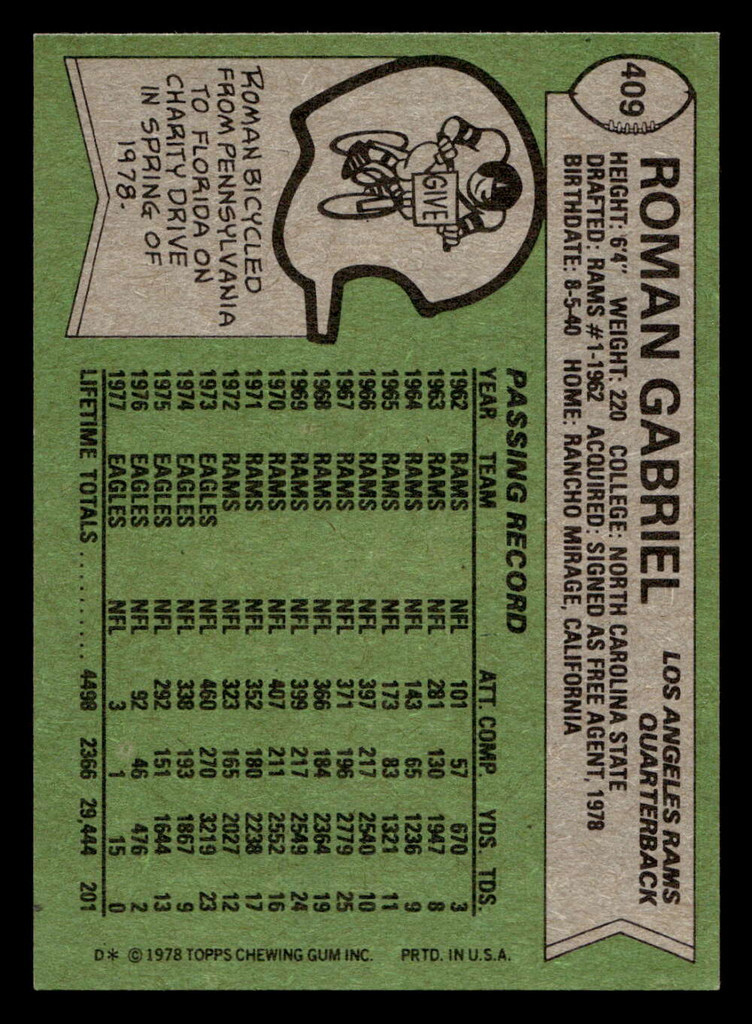 409
ROMAN GABRIEL
LOS ANGELES RAMS
QUARTERBACK
HEIGHT: 6'4" WEIGHT: 220 COLLEGE: NORTH CAROLINA STATE
DRAFTED: RAMS #1-1962 ACQUIRED: SIGNED AS FREE AGENT, 1978
BIRTHDATE: 8-5-40 HOME: RANCHO MIRAGE, CALIFORNIA
GIVE
ROMAN BICYCLED
FROM PENNSYLVANIA
TO FLORIDA ON
CHARITY DRIVE
IN SPRING OF
1978.
PASSING RECORD
YEAR TEAM ATT. COMP. YDS. TDS.
1962 RAMS NFL 101 57 670 3
1963 RAMS NFL 281 130 1947 8
1964 RAMS NFL 143 65 1236 9
1965 RAMS NFL 173 83 1321 11
1966 RAMS NFL 397 217 2540 10
1967 RAMS NFL 371 196 2779 25
1968 RAMS NFL 366 184 2364 19
1969 RAMS NFL 399 217 2549 24
1970 RAMS NFL 407 211 2552 16
1971 RAMS NFL 352 180 2238 17
1972 RAMS NFL 323 165 2027 12
1973 EAGLES NFL 460 270 3219 23
1974 EAGLES NFL 338 193 1867 9
1975 EAGLES NFL 292 151 1644 13
1976 EAGLES NFL 92 46 476 2
1977 EAGLES NFL 3 1 15 0
LIFETIME TOTALS .......... 4498 2366 29,444 201
D* © 1978 TOPPS CHEWING GUM INC. PRTD. IN U.S.A.